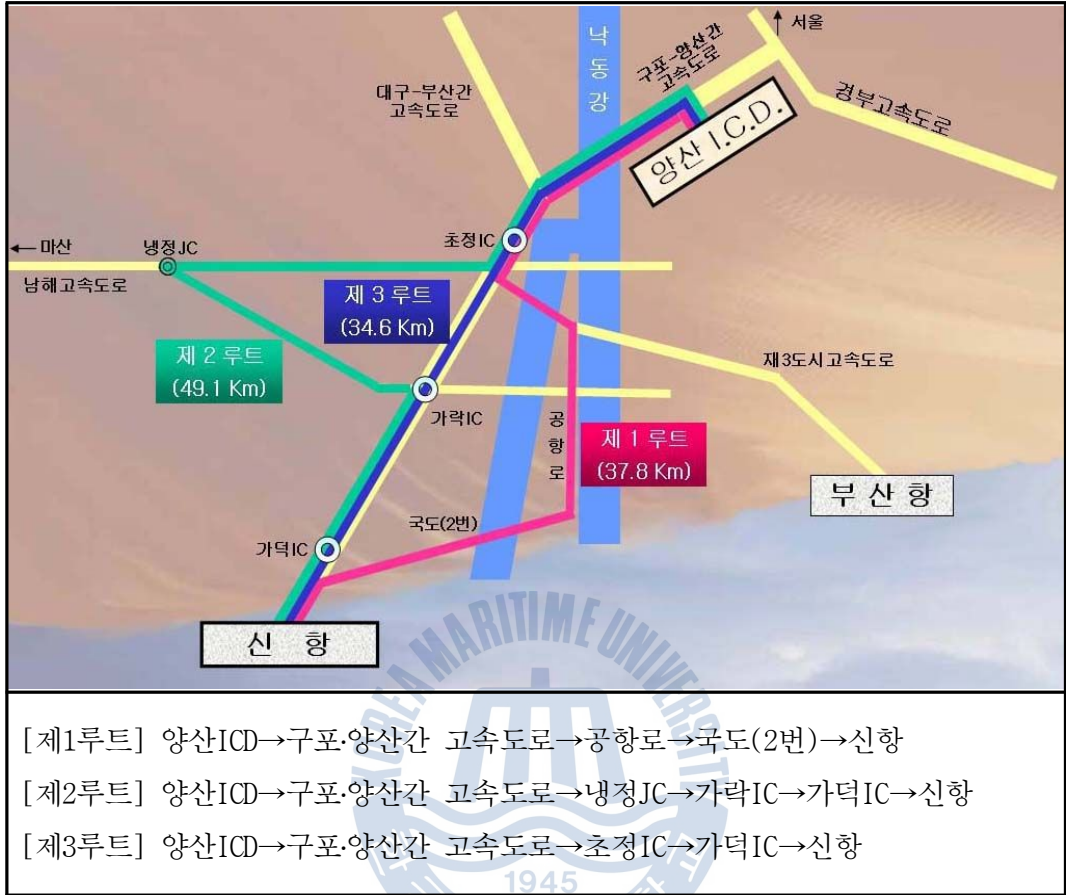 서울
낙동강
구포-양산간
고속도로
대구-부산간
고속도로
경부고속도로
양산 I.C.D.
초정IC
← 마산
냉정JC
남해고속도로
제 3 루트
(34.6 Km)
제 2 루트
(49.1 Km)
재3도시고속도로
가락IC
공항로
제 1 루트
(37.8 Km)
부 산 항
국도(2번)
가덕IC
신 항
KOREA MARITIME UNIVERSITY
[제1루트] 양산ICD→구포·양산간 고속도로→공항로→국도(2번)→신항
[제2루트] 양산ICD→구포·양산간 고속도로→냉정JC→가락IC→가덕IC→신항
[제3루트] 양산ICD→구포·양산간 고속도로→초정IC→가덕IC→신항
1945